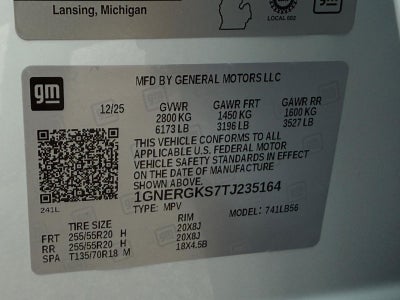 Lansing, Michigan
LOCAL 602
gm
MFD BY GENERAL MOTORS LLC
12/25 GVWR GAWR FRT GAWR RR
2800 KG 1450 KG 1600 KG
6173 LB 3196 LB 3527 LB
THIS VEHICLE CONFORMS TO ALL
APPLICABLE U.S. FEDERAL MOTOR
VEHICLE SAFETY STANDARDS IN EFFECT
ON THE DATE OF MANUFACTURE
SHOWN ABOVE.
241L
1GNERGKS7TJ235164
TYPE: MPV MODEL: 741LB56
TIRE SIZE RIM
FRT 255/55R20 H 20X8J
RR 255/55R20 H 20X8J
SPA T135/70R18 M 18X4.5B